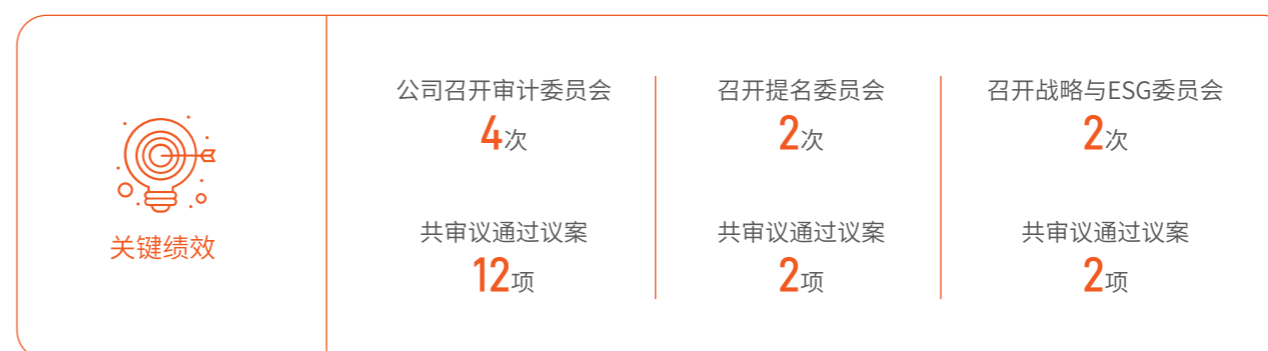 关键绩效
公司召开审计委员会
4次
共审议通过议案
12项
召开提名委员会
2次
共审议通过议案
2项
召开战略与ESG委员会
2次
共审议通过议案
2项